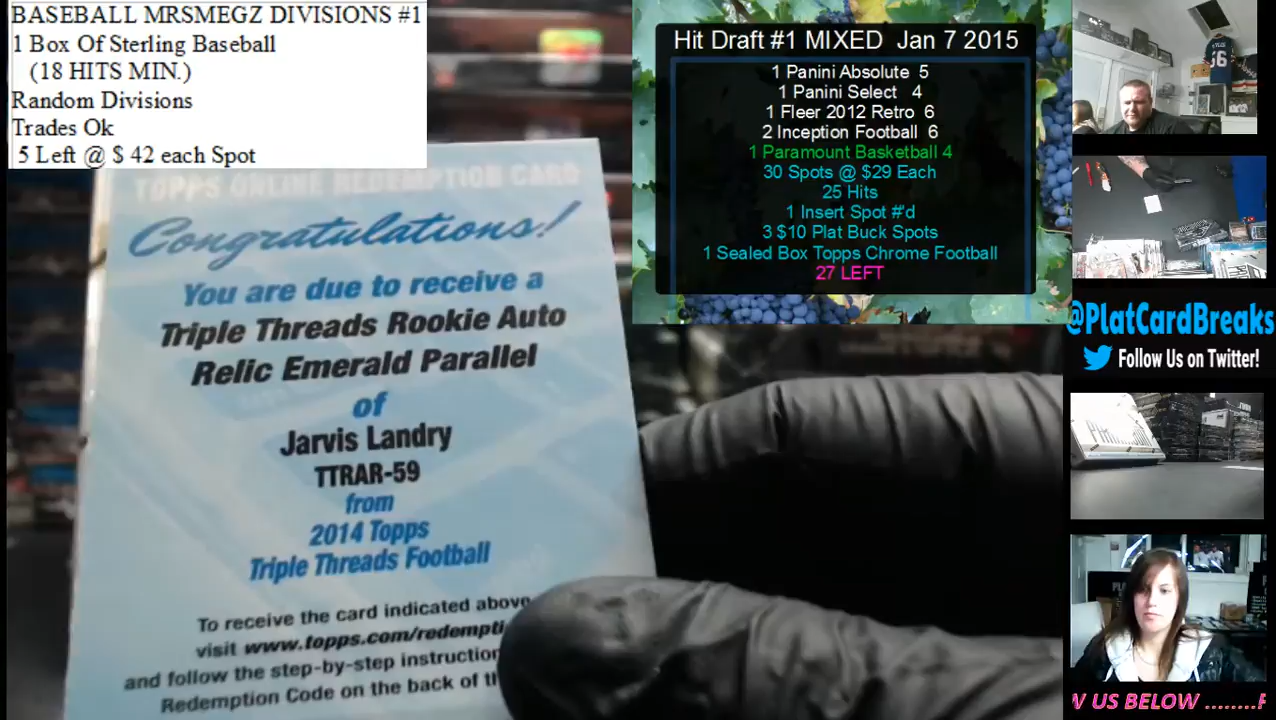 BASEBALL MRSMEGZ DIVISIONS #1
1 Box Of Sterling Baseball
(18 HITS MIN.)
Random Divisions
Trades Ok
5 Left @ $ 42 each Spot
Hit Draft #1 MIXED Jan 7 2015
1 Panini Absolute 5
1 Panini Select 4
1 Fleer 2012 Retro 6
2 Inception Football 6
1 Paramount Basketball 4
30 Spots @ $29 Each
25 Hits
1 Insert Spot #'d
3 $10 Plat Buck Spots
1 Sealed Box Topps Chrome Football
27 LEFT
TOPPS ONLINE REDEMPTION CARD
Congratulations!
You are due to receive a
Triple Threads Rookie Auto
Relic Emerald Parallel
of
Jarvis Landry
TTRAR-59
from
2014 Topps
Triple Threads Football
To receive the card indicated above
visit www.topps.com/redempti
and follow the step-by-step instruction
Redemption Code on the back of th
@PlatCardBreaks
Follow Us on Twitter!
W US BELOW ........F